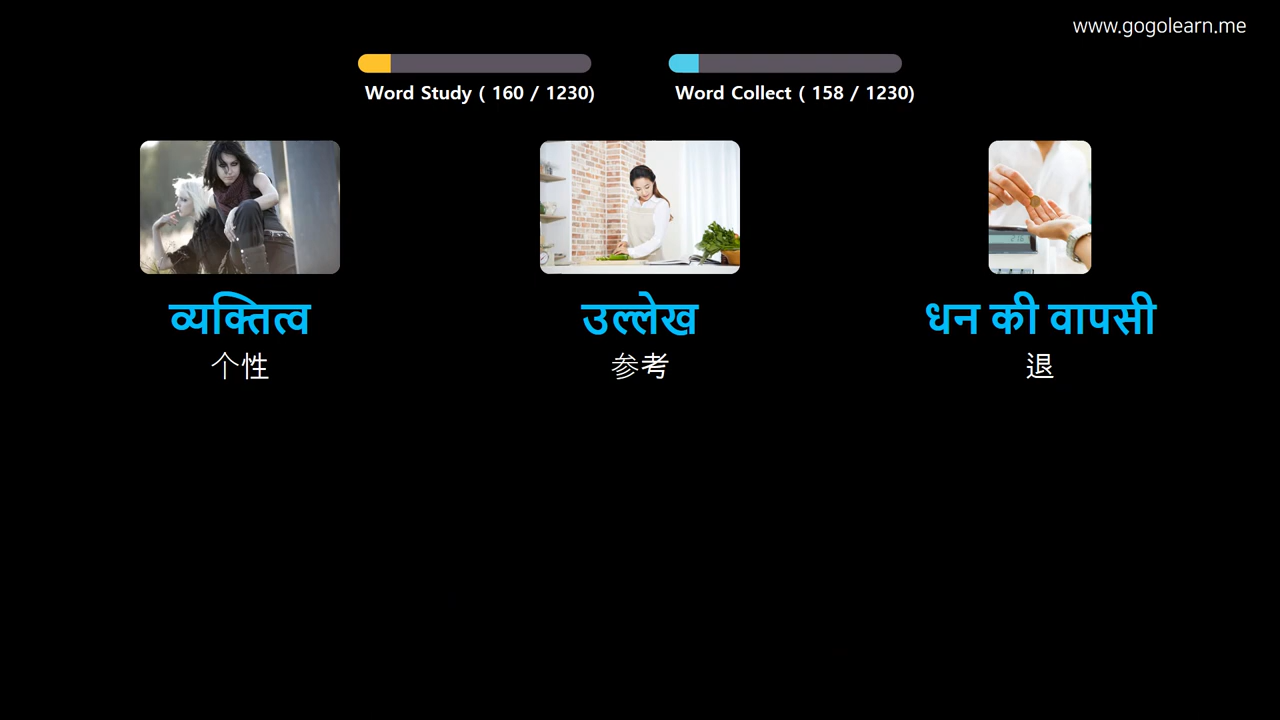 www.gogolearn.me
Word Study ( 160 / 1230)
Word Collect ( 158 / 1230)
व्यक्तित्व
उल्लेख
धन की वापसी
个性
参考
退